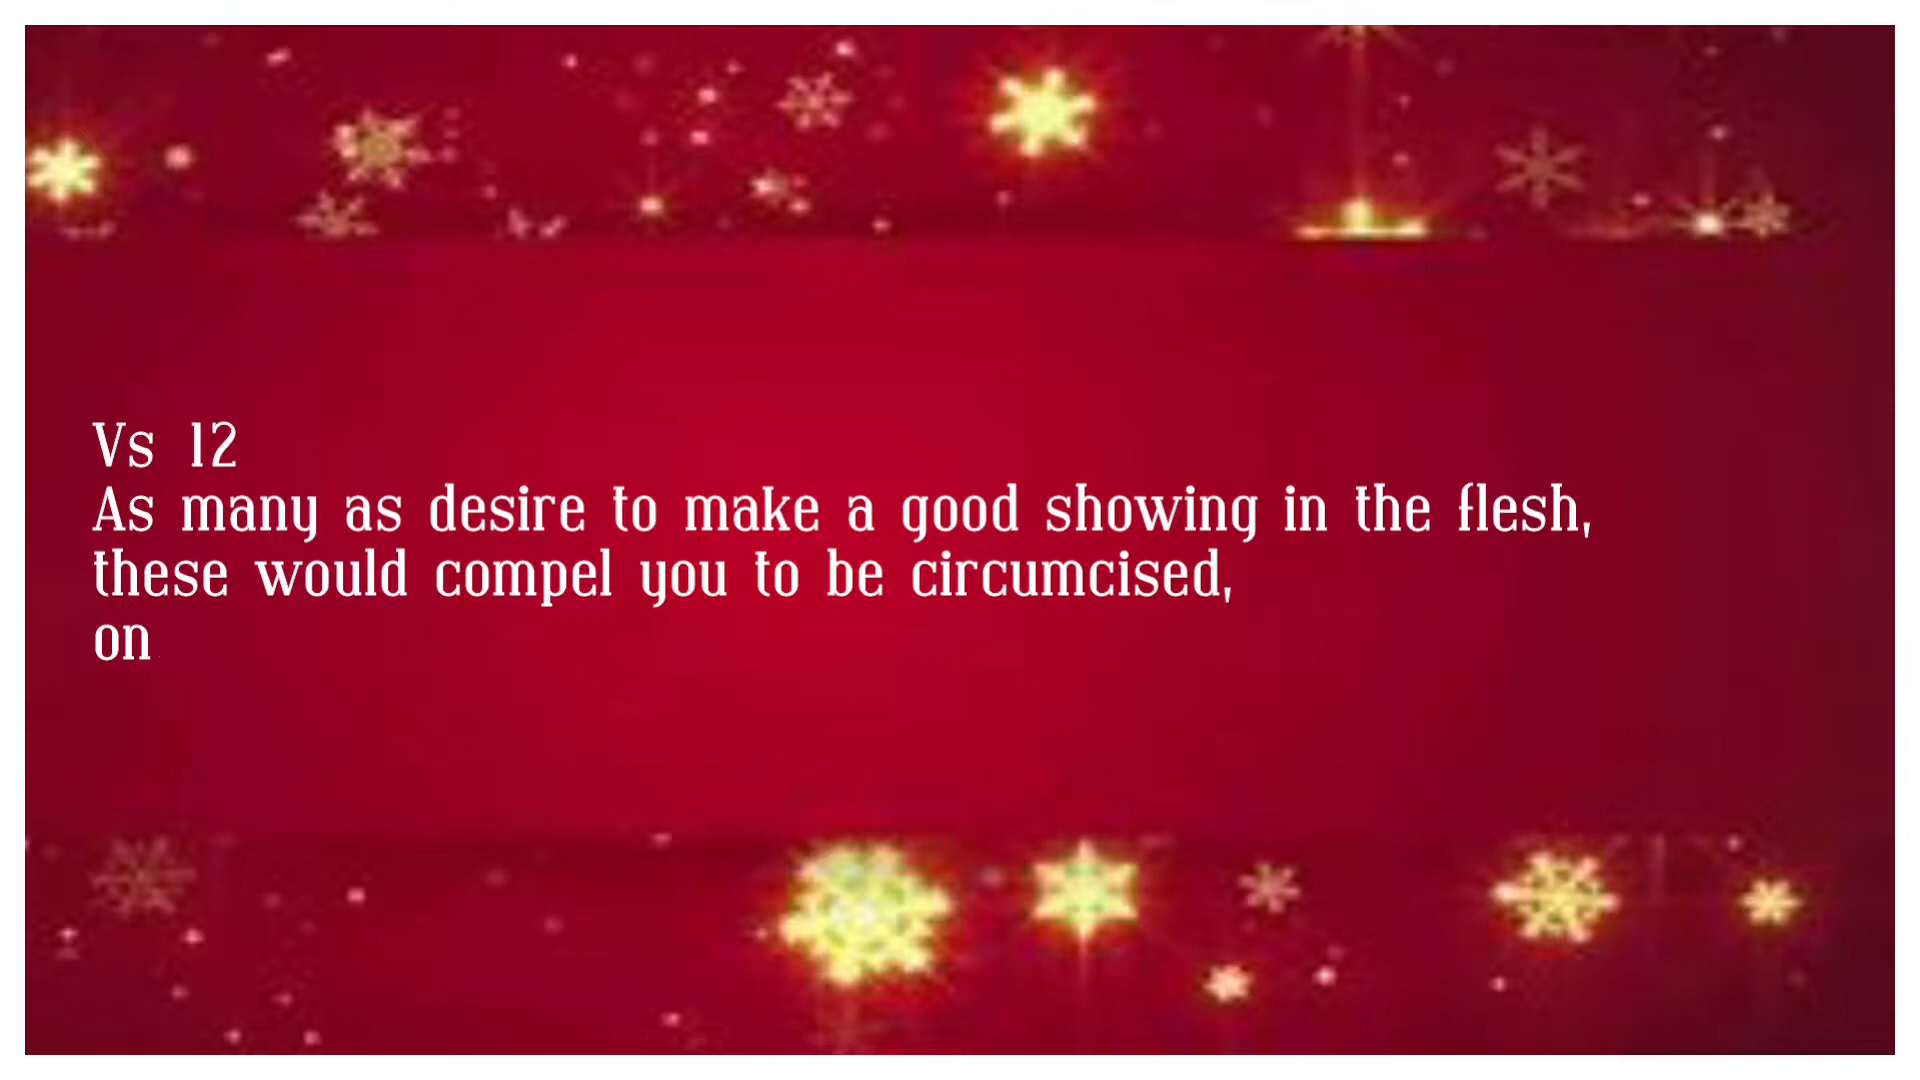 Vs 12
As many as desire to make a good showing in the flesh,
these would compel you to be circumcised,
on